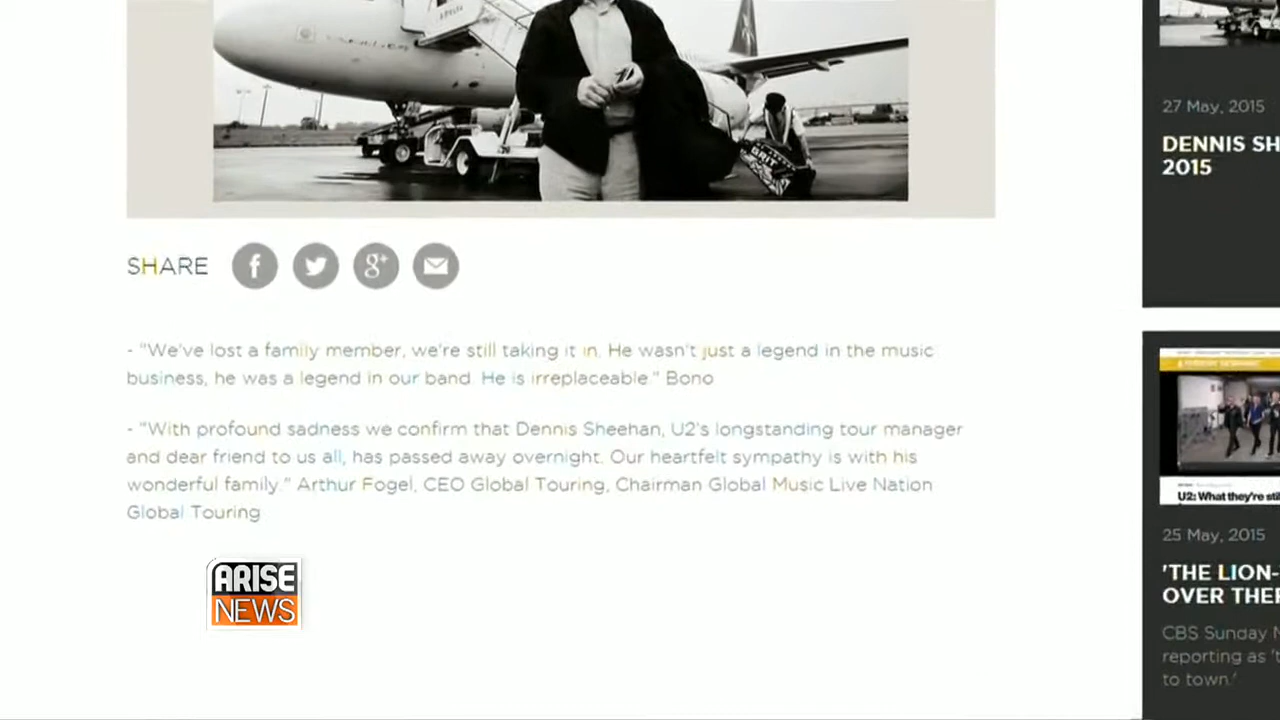 BRIT
27 May, 2015
DENNIS SH
2015
SHARE
- "We've lost a family member, we're still taking it in. He wasn't just a legend in the music
business, he was a legend in our band. He is irreplaceable." Bono
- "With profound sadness we confirm that Dennis Sheehan, U2's longstanding tour manager
and dear friend to us all, has passed away overnight. Our heartfelt sympathy is with his
wonderful family." Arthur Fogel, CEO Global Touring, Chairman Global Music Live Nation
Global Touring
ARISE
NEWS
U2: What they're sti
25 May, 2015
'THE LION-
OVER THE
CBS Sunday
reporting as 't
to town.'